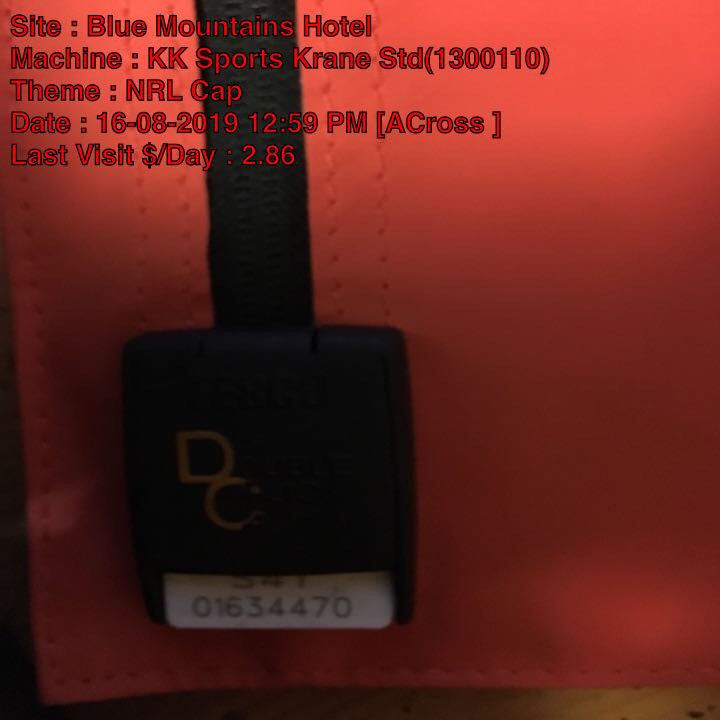 Site : Blue Mountains Hotel
Machine : KK Sports Krane Std(1300110)
Theme : NRL Cap
Date : 16-08-2019 12:59 PM [ACross ]
Last Visit $/Day : 2.86
D
C
01634470